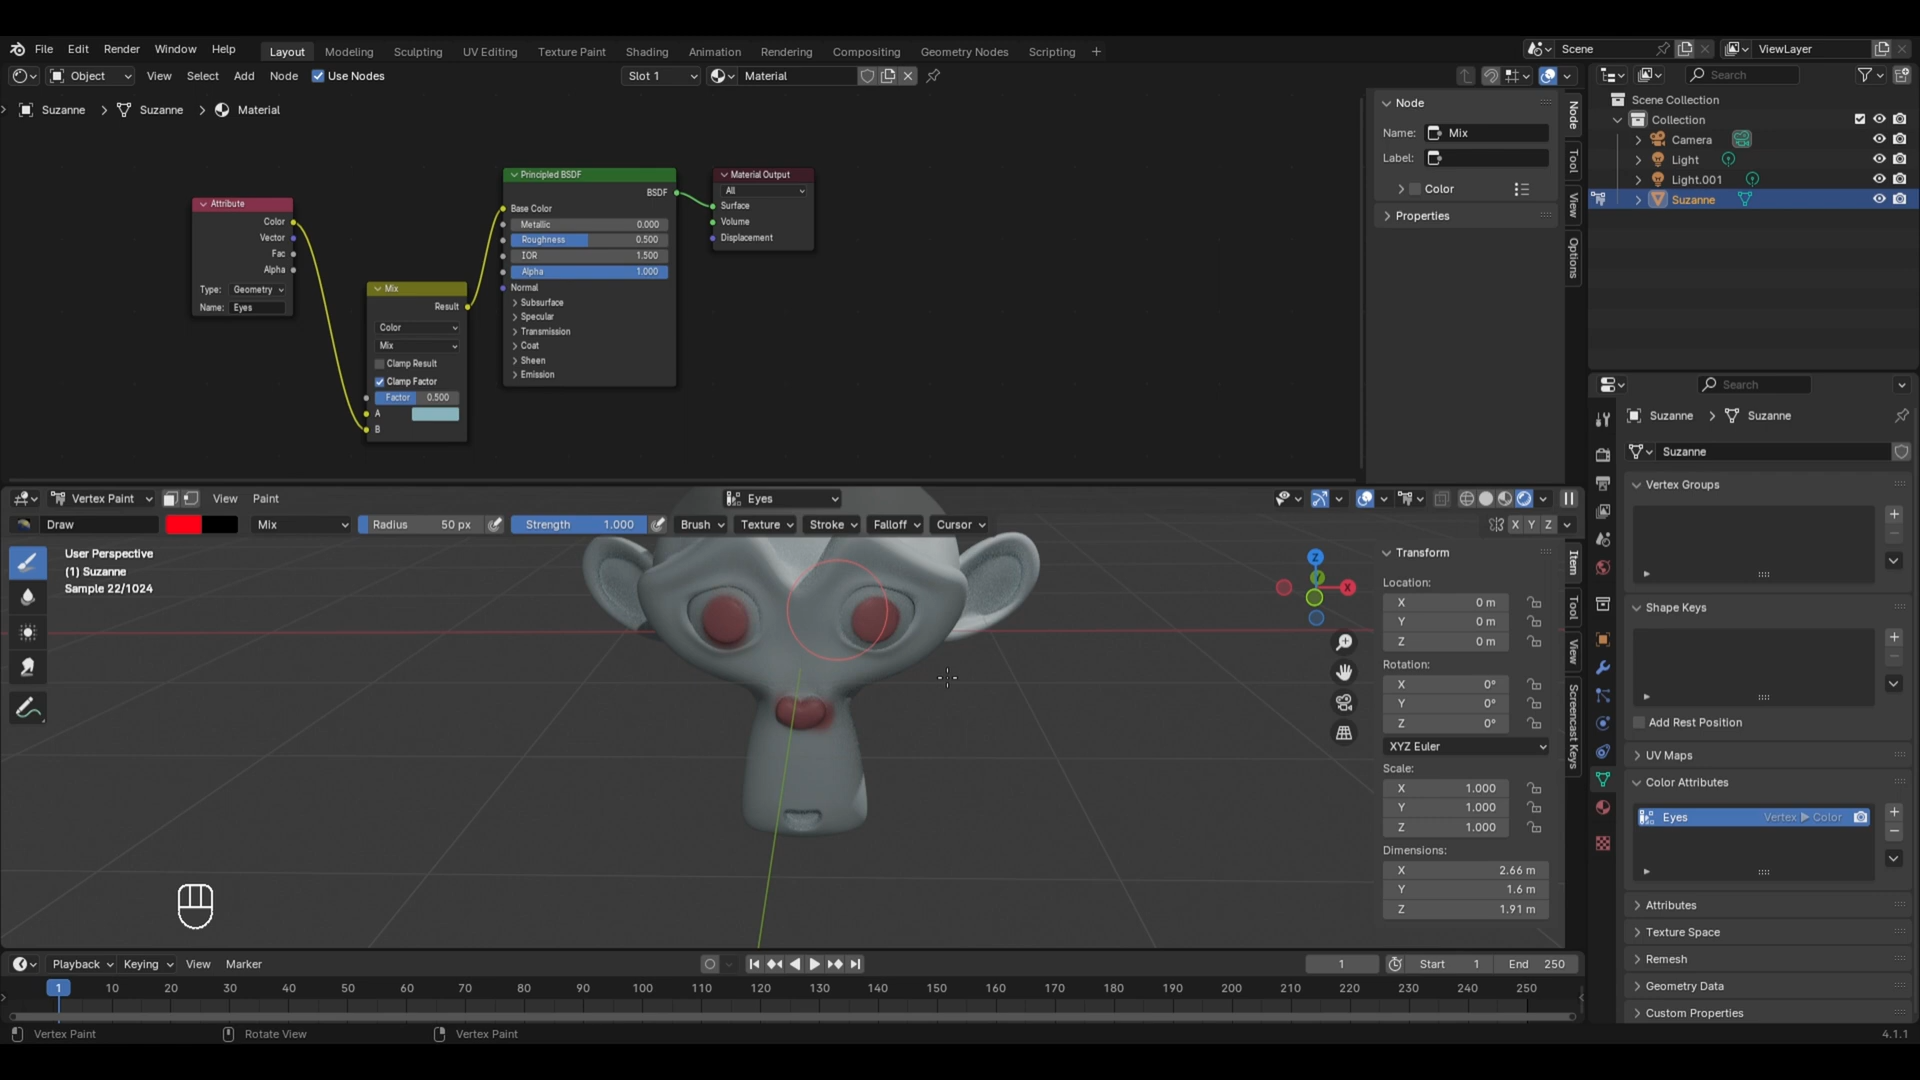 File Edit Render Window Help Layout Modeling Sculpting UV Editing Texture Paint Shading Animation Rendering Compositing Geometry Nodes Scripting + Scene ViewLayer
Object View Select Add Node Use Nodes Slot 1 Material Search
Suzanne > Suzanne > Material
Node
Name: Mix
Label:
Color
Properties
Node
Tool
View
Options
Attribute
Color
Vector
Fac
Alpha
Type: Geometry
Name: Eyes
Mix
Result
Color
Mix
Clamp Result
Clamp Factor
Factor 0.500
A
B
Principled BSDF
BSDF
Base Color
Metallic 0.000
Roughness 0.500
IOR 1.500
Alpha 1.000
Normal
Subsurface
Specular
Transmission
Coat
Sheen
Emission
Material Output
All
Surface
Volume
Displacement
Scene Collection
Collection
Camera
Light
Light.001
Suzanne
Vertex Paint View Paint Eyes
Draw Mix Radius 50 px Strength 1.000 Brush Texture Stroke Falloff Cursor X Y Z
User Perspective
(1) Suzanne
Sample 22/1024
Z
X
Transform
Location:
X 0 m
Y 0 m
Z 0 m
Rotation:
X 0°
Y 0°
Z 0°
XYZ Euler
Scale:
X 1.000
Y 1.000
Z 1.000
Dimensions:
X 2.66 m
Y 1.6 m
Z 1.91 m
Item
Tool
View
Screencast Keys
Search
Suzanne > Suzanne
Suzanne
Vertex Groups
Shape Keys
Add Rest Position
UV Maps
Color Attributes
Eyes Vertex ▶ Color
Attributes
Texture Space
Remesh
Geometry Data
Custom Properties
Playback Keying View Marker 1 Start 1 End 250
1 10 20 30 40 50 60 70 80 90 100 110 120 130 140 150 160 170 180 190 200 210 220 230 240 250
Vertex Paint Rotate View Vertex Paint 4.1.1